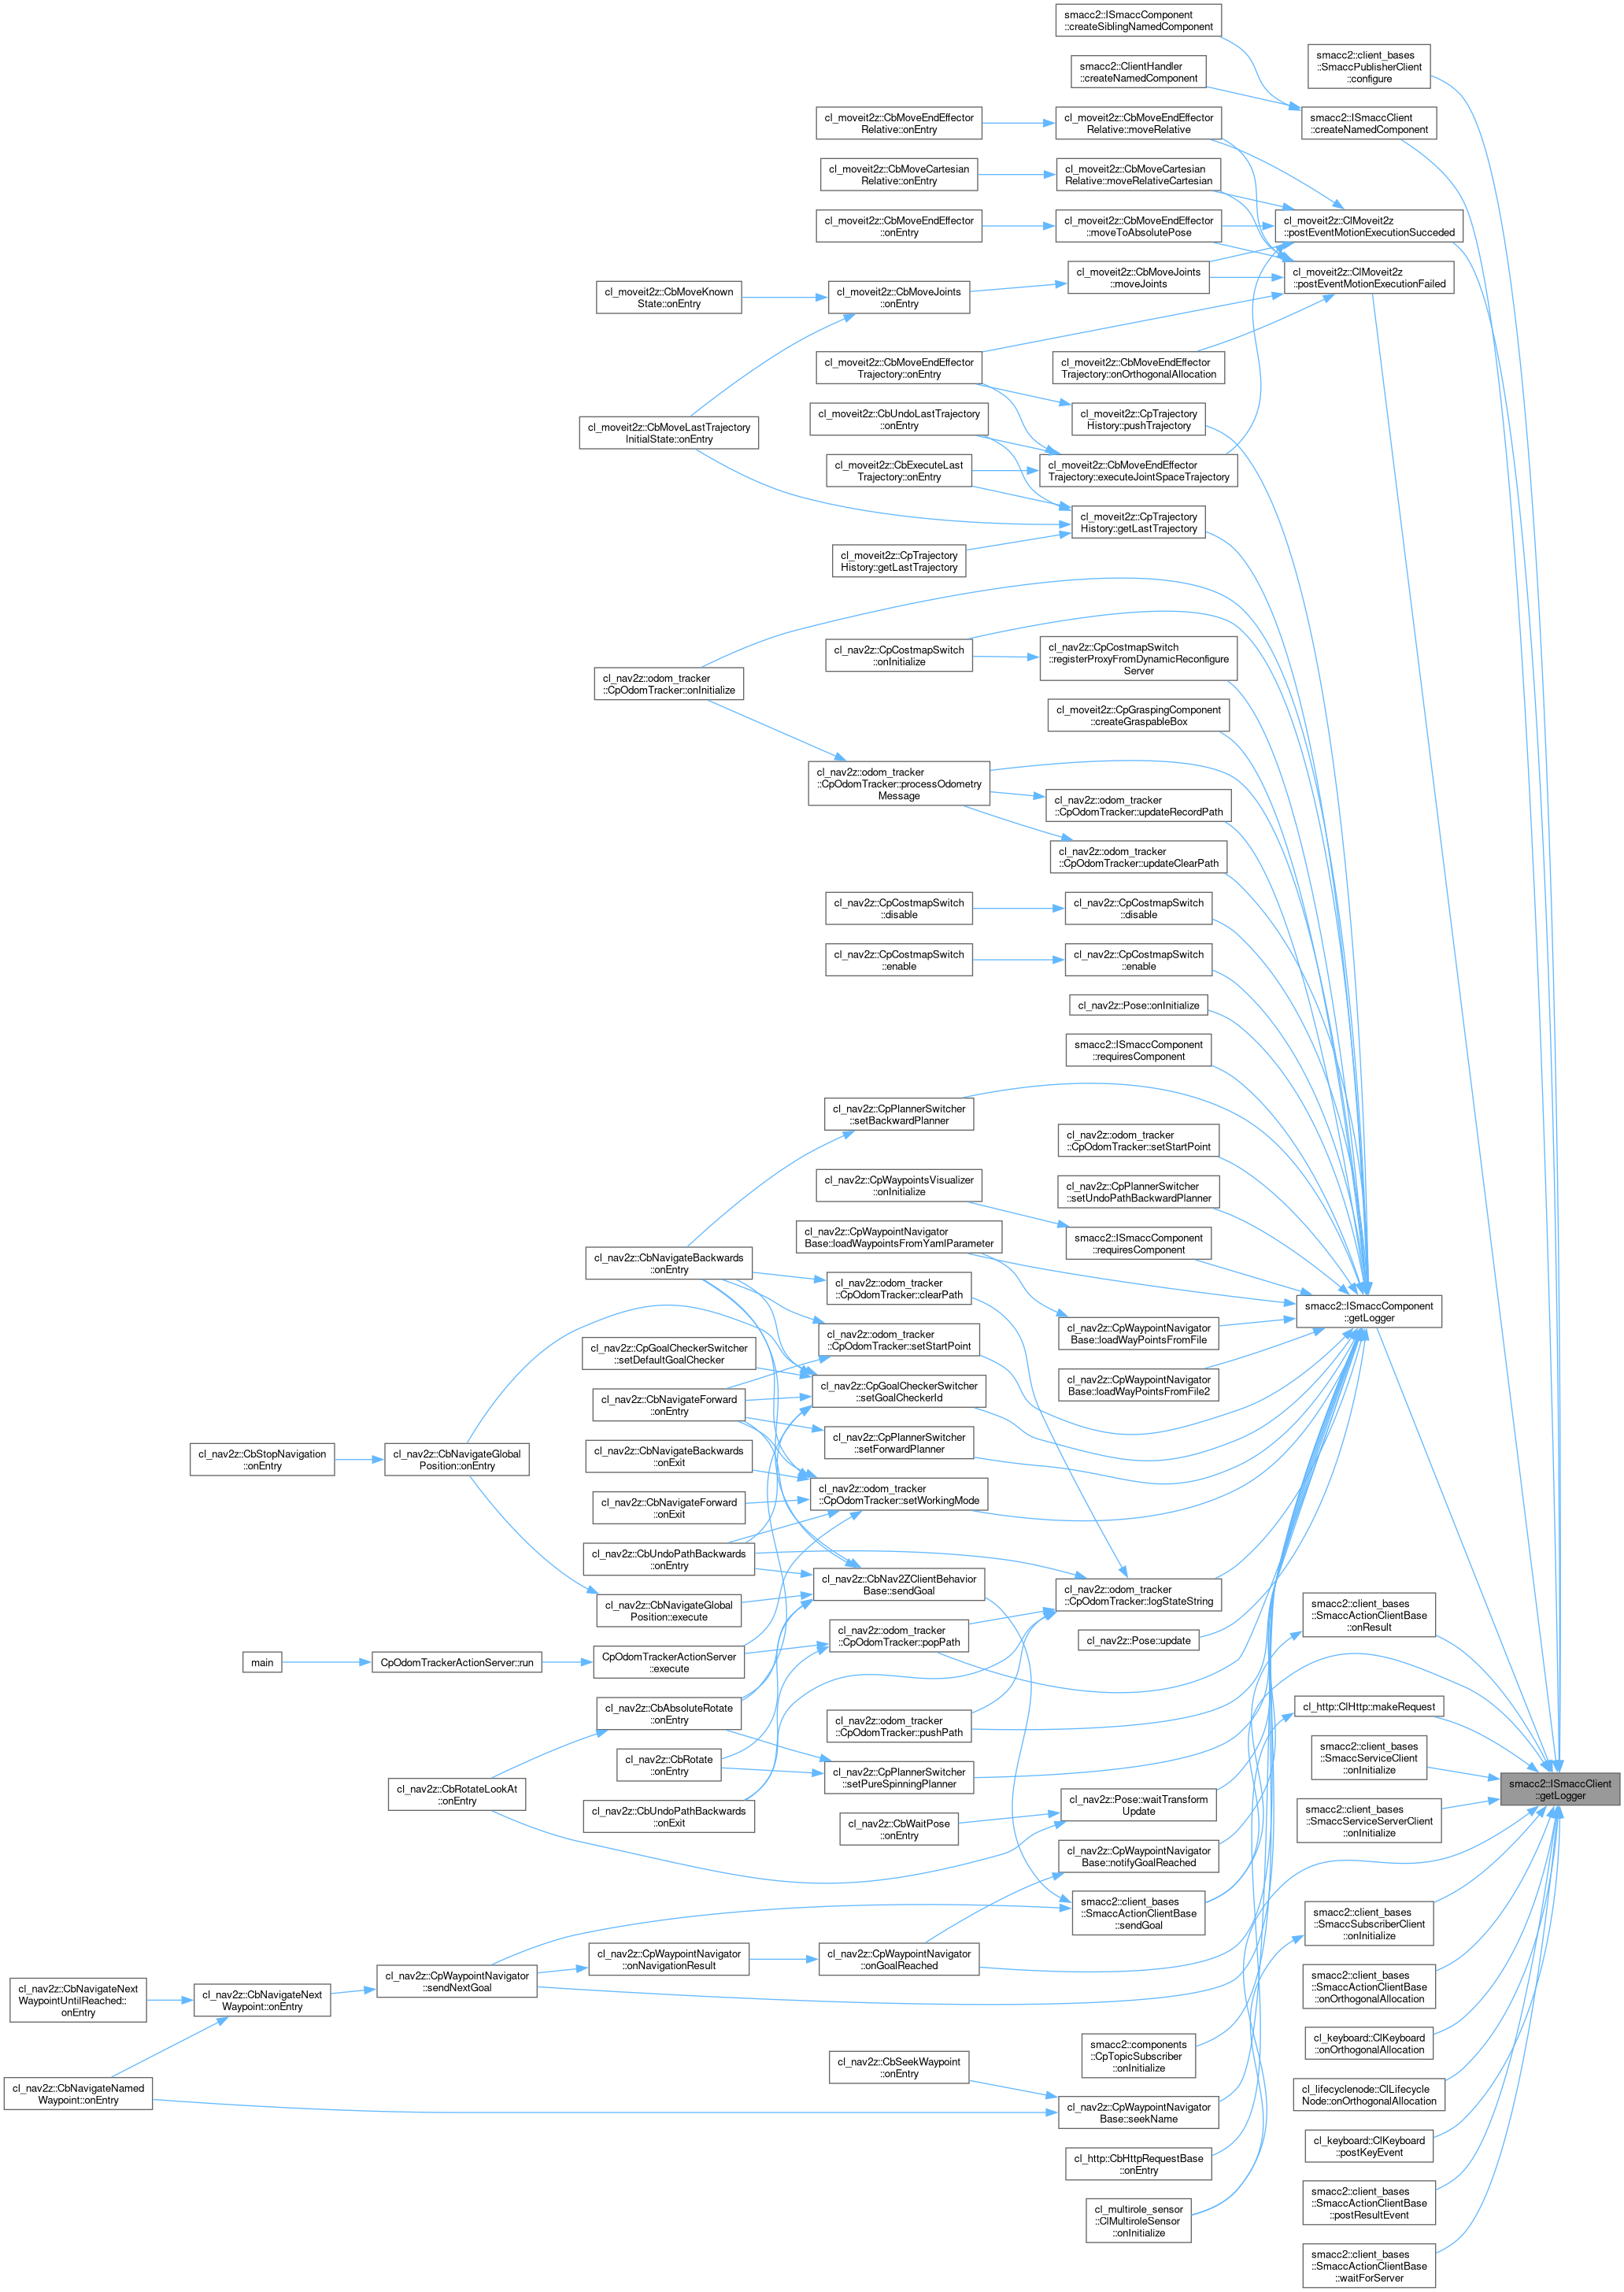 smacc2::ISmaccComponent
::createSiblingNamedComponent
smacc2::client_bases
::SmaccPublisherClient
::configure
smacc2::ClientHandler
::createNamedComponent
cl_moveit2z::CbMoveEndEffector
Relative::onEntry
cl_moveit2z::CbMoveEndEffector
Relative::moveRelative
smacc2::ISmaccClient
::createNamedComponent
cl_moveit2z::CbMoveCartesian
Relative::onEntry
cl_moveit2z::CbMoveCartesian
Relative::moveRelativeCartesian
cl_moveit2z::CbMoveEndEffector
::onEntry
cl_moveit2z::CbMoveEndEffector
::moveToAbsolutePose
cl_moveit2z::ClMoveit2z
::postEventMotionExecutionSucceded
cl_moveit2z::CbMoveJoints
::moveJoints
cl_moveit2z::ClMoveit2z
::postEventMotionExecutionFailed
cl_moveit2z::CbMoveKnown
State::onEntry
cl_moveit2z::CbMoveJoints
::onEntry
cl_moveit2z::CbMoveEndEffector
Trajectory::onEntry
cl_moveit2z::CbMoveEndEffector
Trajectory::onOrthogonalAllocation
cl_moveit2z::CbMoveLastTrajectory
InitialState::onEntry
cl_moveit2z::CbUndoLastTrajectory
::onEntry
cl_moveit2z::CpTrajectory
History::pushTrajectory
cl_moveit2z::CbExecuteLast
Trajectory::onEntry
cl_moveit2z::CbMoveEndEffector
Trajectory::executeJointSpaceTrajectory
cl_moveit2z::CpTrajectory
History::getLastTrajectory
cl_moveit2z::CpTrajectory
History::getLastTrajectory
cl_nav2z::odom_tracker
::CpOdomTracker::onInitialize
cl_nav2z::CpCostmapSwitch
::onInitialize
cl_nav2z::CpCostmapSwitch
::registerProxyFromDynamicReconfigure
Server
cl_moveit2z::CpGraspingComponent
::createGraspableBox
cl_nav2z::odom_tracker
::CpOdomTracker::processOdometry
Message
cl_nav2z::odom_tracker
::CpOdomTracker::updateRecordPath
cl_nav2z::odom_tracker
::CpOdomTracker::updateClearPath
cl_nav2z::CpCostmapSwitch
::disable
cl_nav2z::CpCostmapSwitch
::disable
cl_nav2z::CpCostmapSwitch
::enable
cl_nav2z::CpCostmapSwitch
::enable
cl_nav2z::Pose::onInitialize
smacc2::ISmaccComponent
::requiresComponent
cl_nav2z::CpPlannerSwitcher
::setBackwardPlanner
cl_nav2z::odom_tracker
::CpOdomTracker::setStartPoint
cl_nav2z::CpWaypointsVisualizer
::onInitialize
cl_nav2z::CpPlannerSwitcher
::setUndoPathBackwardPlanner
cl_nav2z::CpWaypointNavigator
Base::loadWaypointsFromYamlParameter
smacc2::ISmaccComponent
::requiresComponent
cl_nav2z::CbNavigateBackwards
::onEntry
cl_nav2z::odom_tracker
::CpOdomTracker::clearPath
smacc2::ISmaccComponent
::getLogger
cl_nav2z::CpWaypointNavigator
Base::loadWayPointsFromFile
cl_nav2z::CpGoalCheckerSwitcher
::setDefaultGoalChecker
cl_nav2z::odom_tracker
::CpOdomTracker::setStartPoint
cl_nav2z::CpWaypointNavigator
Base::loadWayPointsFromFile2
cl_nav2z::CbNavigateForward
::onEntry
cl_nav2z::CpGoalCheckerSwitcher
::setGoalCheckerId
cl_nav2z::CbStopNavigation
::onEntry
cl_nav2z::CbNavigateGlobal
Position::onEntry
cl_nav2z::CbNavigateBackwards
::onExit
cl_nav2z::CpPlannerSwitcher
::setForwardPlanner
cl_nav2z::CbNavigateForward
::onExit
cl_nav2z::odom_tracker
::CpOdomTracker::setWorkingMode
cl_nav2z::CbUndoPathBackwards
::onEntry
cl_nav2z::CbNav2ZClientBehavior
Base::sendGoal
cl_nav2z::odom_tracker
::CpOdomTracker::logStateString
cl_nav2z::CbNavigateGlobal
Position::execute
smacc2::client_bases
::SmaccActionClientBase
::onResult
cl_nav2z::odom_tracker
::CpOdomTracker::popPath
cl_nav2z::Pose::update
main
CpOdomTrackerActionServer::run
CpOdomTrackerActionServer
::execute
cl_nav2z::CbAbsoluteRotate
::onEntry
cl_nav2z::odom_tracker
::CpOdomTracker::pushPath
cl_http::ClHttp::makeRequest
cl_nav2z::CbRotate
::onEntry
cl_nav2z::CpPlannerSwitcher
::setPureSpinningPlanner
smacc2::client_bases
::SmaccServiceClient
::onInitialize
cl_nav2z::CbRotateLookAt
::onEntry
smacc2::ISmaccClient
::getLogger
cl_nav2z::CbUndoPathBackwards
::onExit
cl_nav2z::CbWaitPose
::onEntry
cl_nav2z::Pose::waitTransform
Update
smacc2::client_bases
::SmaccServiceServerClient
::onInitialize
cl_nav2z::CpWaypointNavigator
Base::notifyGoalReached
smacc2::client_bases
::SmaccActionClientBase
::sendGoal
smacc2::client_bases
::SmaccSubscriberClient
::onInitialize
cl_nav2z::CbNavigateNext
WaypointUntilReached::
onEntry
cl_nav2z::CbNavigateNext
Waypoint::onEntry
cl_nav2z::CpWaypointNavigator
::sendNextGoal
cl_nav2z::CpWaypointNavigator
::onNavigationResult
cl_nav2z::CpWaypointNavigator
::onGoalReached
smacc2::client_bases
::SmaccActionClientBase
::onOrthogonalAllocation
smacc2::components
::CpTopicSubscriber
::onInitialize
cl_keyboard::ClKeyboard
::onOrthogonalAllocation
cl_nav2z::CbNavigateNamed
Waypoint::onEntry
cl_nav2z::CbSeekWaypoint
::onEntry
cl_nav2z::CpWaypointNavigator
Base::seekName
cl_lifecyclenode::ClLifecycle
Node::onOrthogonalAllocation
cl_http::CbHttpRequestBase
::onEntry
cl_keyboard::ClKeyboard
::postKeyEvent
cl_multirole_sensor
::ClMultiroleSensor
::onInitialize
smacc2::client_bases
::SmaccActionClientBase
::postResultEvent
smacc2::client_bases
::SmaccActionClientBase
::waitForServer